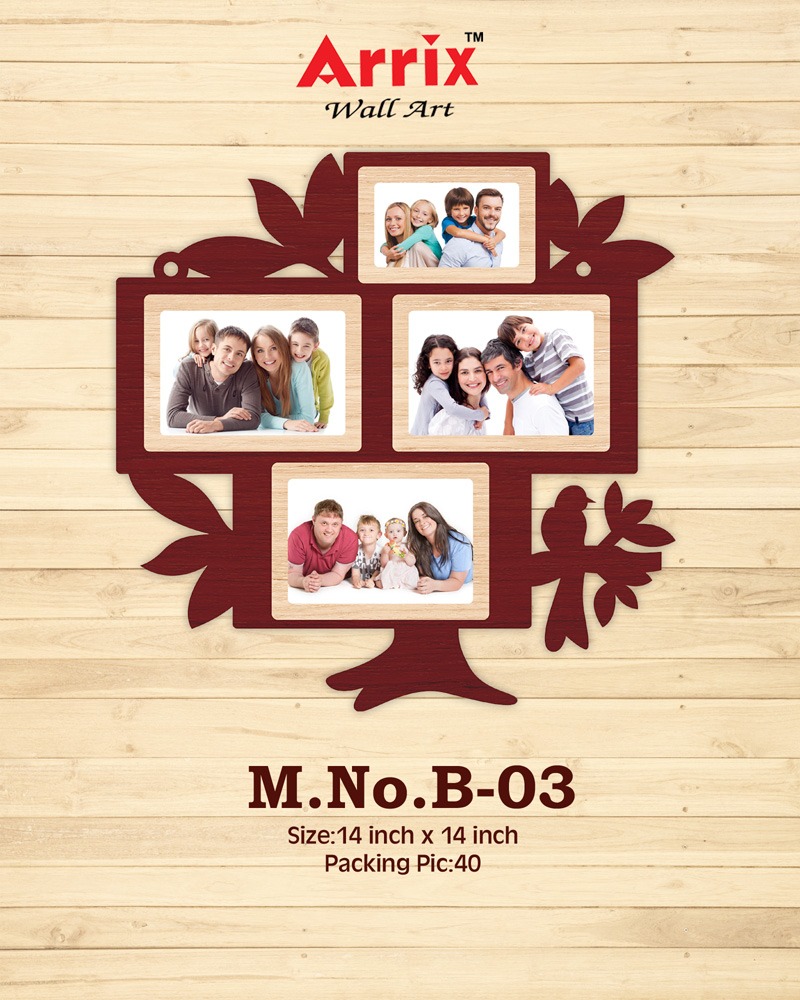 Arrix™
Wall Art
M.No.B-03
Size:14 inch x 14 inch
Packing Pic:40